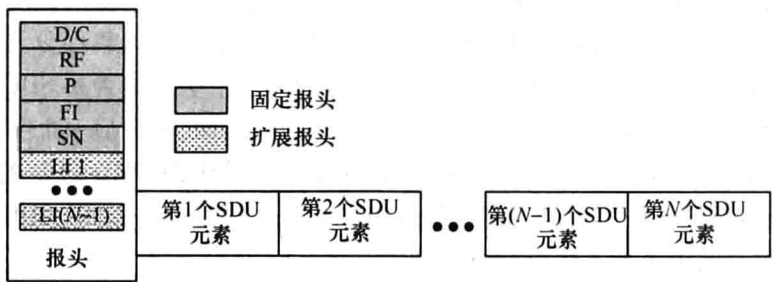 D/C
RF
P
FI
SN
LI 1
●●●
LI(N−1)
报头
固定报头
扩展报头
第1个SDU
元素
第2个SDU
元素
●●●
第(N−1)个SDU
元素
第N个SDU
元素